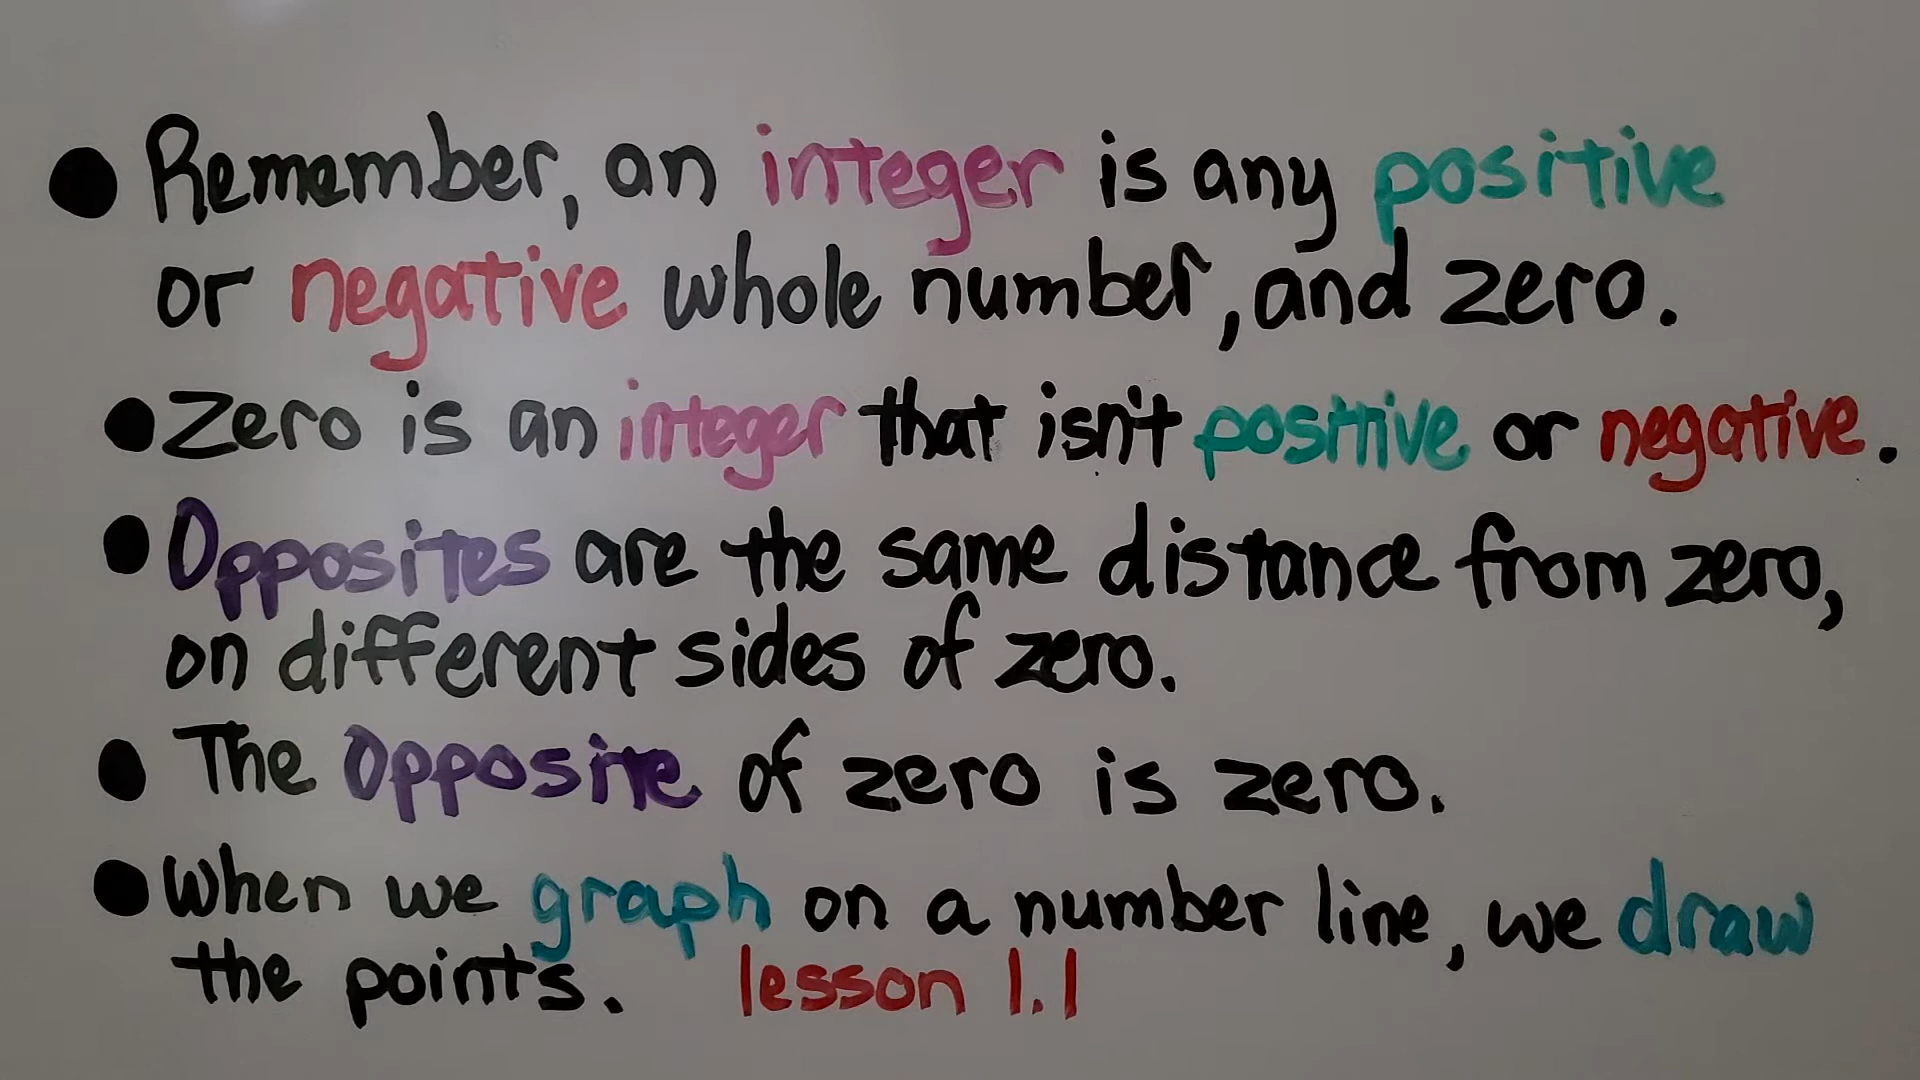 ● Remember, an integer is any positive
or negative whole number, and zero.
● Zero is an integer that isn't positive or negative.
● Opposites are the same distance from zero,
on different sides of zero.
● The opposite of zero is zero.
● When we graph on a number line, we draw
the points. lesson 1.1